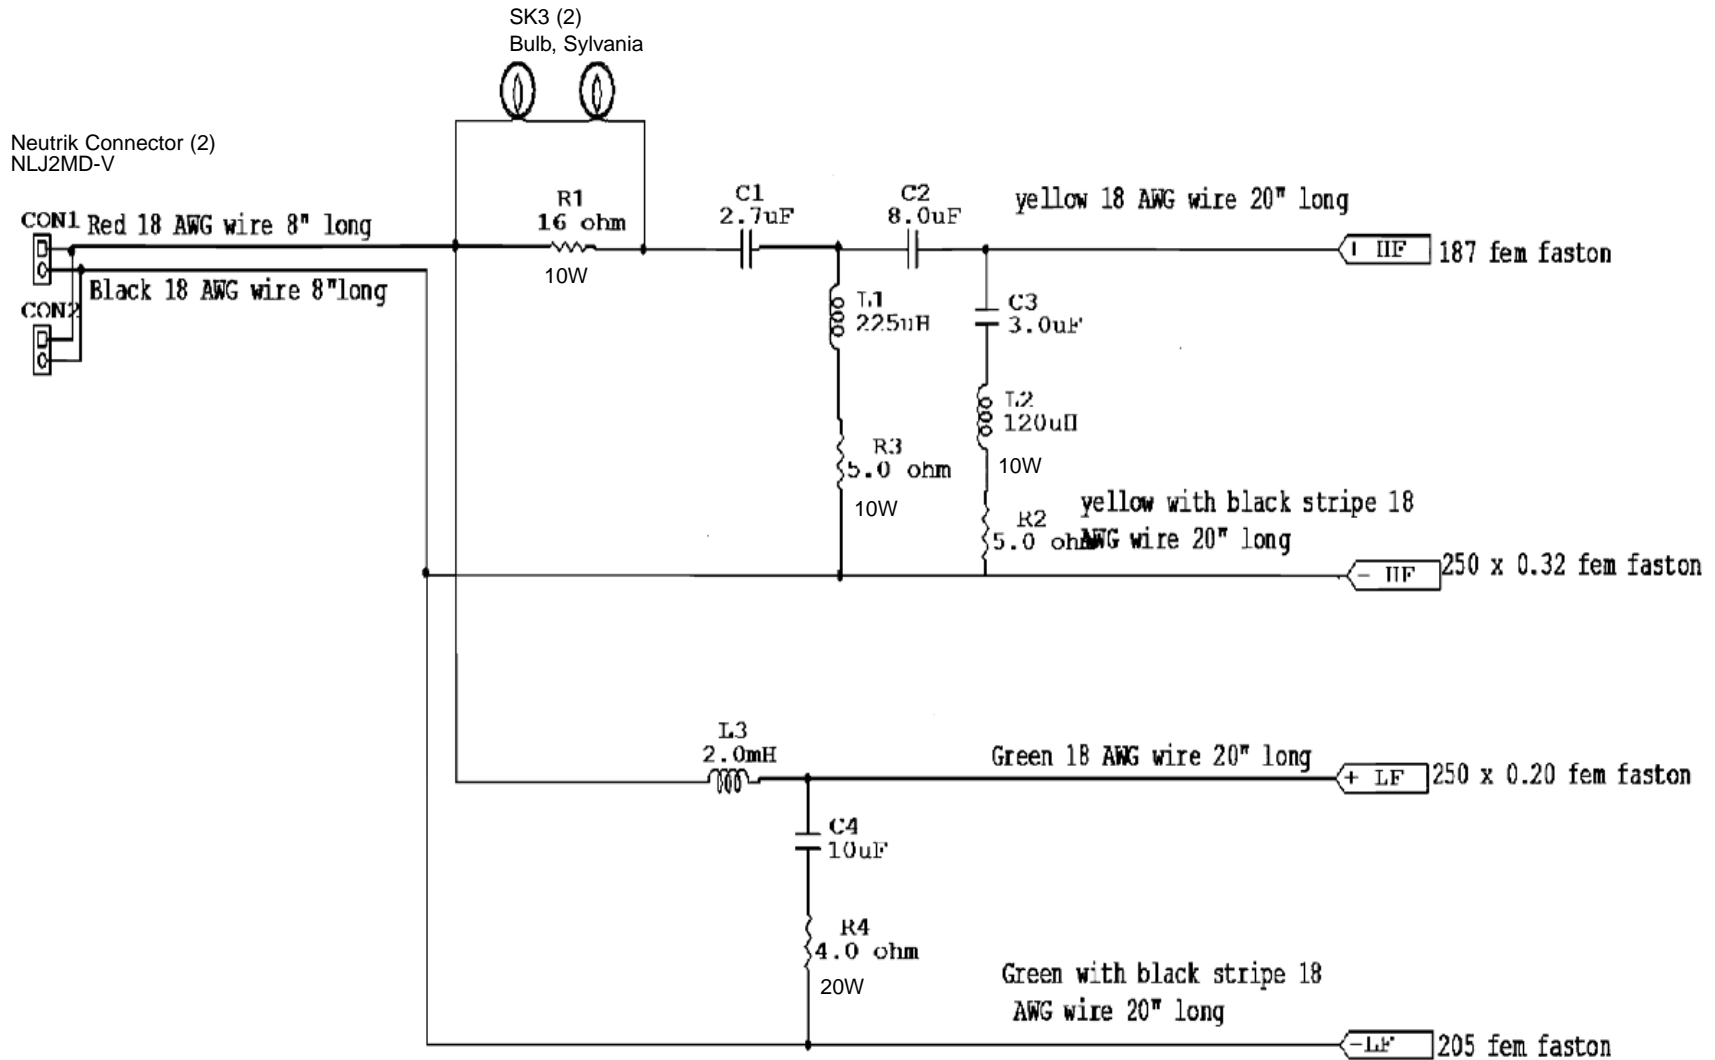 SK3 (2)
Bulb, Sylvania
Neutrik Connector (2)
NLJ2MD-V
CON1
Red 18 AWG wire 8" long
Black 18 AWG wire 8"long
CON2
R1
16 ohm
10W
C1
2.7uF
C2
8.0uF
yellow 18 AWG wire 20" long
+ HF
187 fem faston
L1
225uH
C3
3.0uF
L2
120uH
10W
R3
5.0 ohm
10W
R2
5.0 ohm
yellow with black stripe 18
AWG wire 20" long
- HF
250 x 0.32 fem faston
L3
2.0mH
Green 18 AWG wire 20" long
+ LF
250 x 0.20 fem faston
C4
10uF
R4
4.0 ohm
20W
Green with black stripe 18
AWG wire 20" long
-LF
205 fem faston